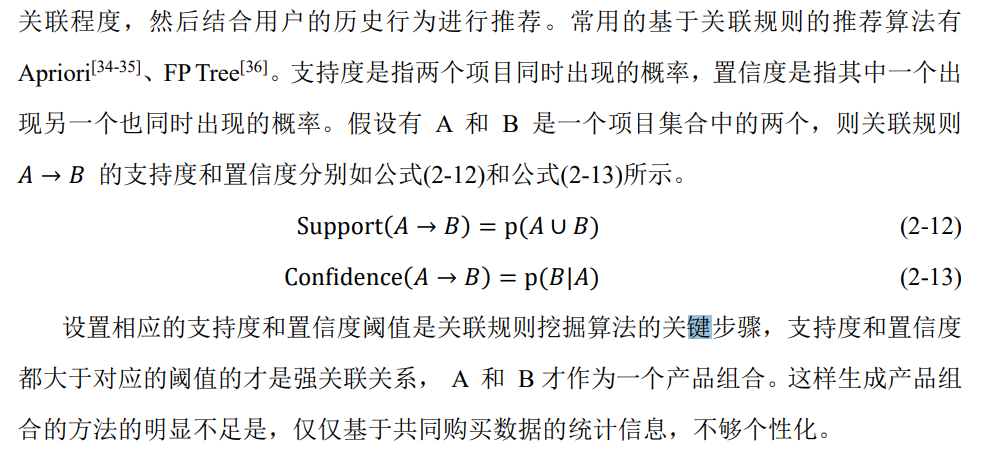 关联程度，然后结合用户的历史行为进行推荐。常用的基于关联规则的推荐算法有
Apriori[34-35]、FP Tree[36]。支持度是指两个项目同时出现的概率，置信度是指其中一个出
现另一个也同时出现的概率。假设有 A 和 B 是一个项目集合中的两个，则关联规则
A → B 的支持度和置信度分别如公式(2-12)和公式(2-13)所示。
Support(A → B) = p(A ∪ B) (2-12)
Confidence(A → B) = p(B|A) (2-13)
设置相应的支持度和置信度阈值是关联规则挖掘算法的关键步骤，支持度和置信度
都大于对应的阈值的才是强关联关系， A 和 B 才作为一个产品组合。这样生成产品组
合的方法的明显不足是，仅仅基于共同购买数据的统计信息，不够个性化。